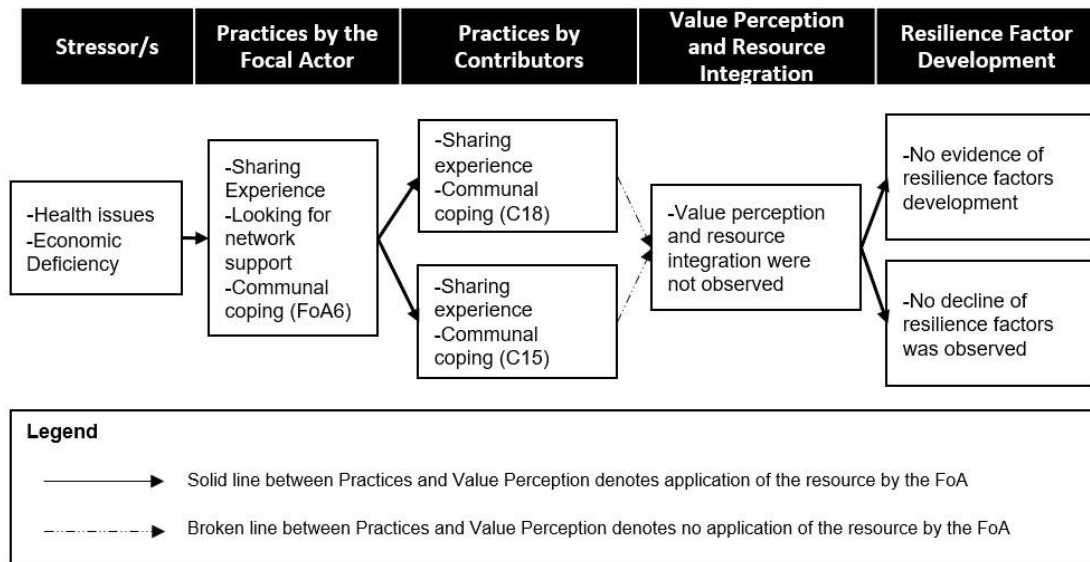 Stressor/s
Practices by the
Focal Actor
Practices by
Contributors
Value Perception
and Resource
Integration
Resilience Factor
Development
-Health issues
-Economic
Deficiency
-Sharing
Experience
-Looking for
network
support
-Communal
coping (FoA6)
-Sharing
experience
-Communal
coping (C18)
-Sharing
experience
-Communal
coping (C15)
-Value perception
and resource
integration were
not observed
-No evidence of
resilience factors
development
-No decline of
resilience factors
was observed
Legend
Solid line between Practices and Value Perception denotes application of the resource by the FoA
Broken line between Practices and Value Perception denotes no application of the resource by the FoA